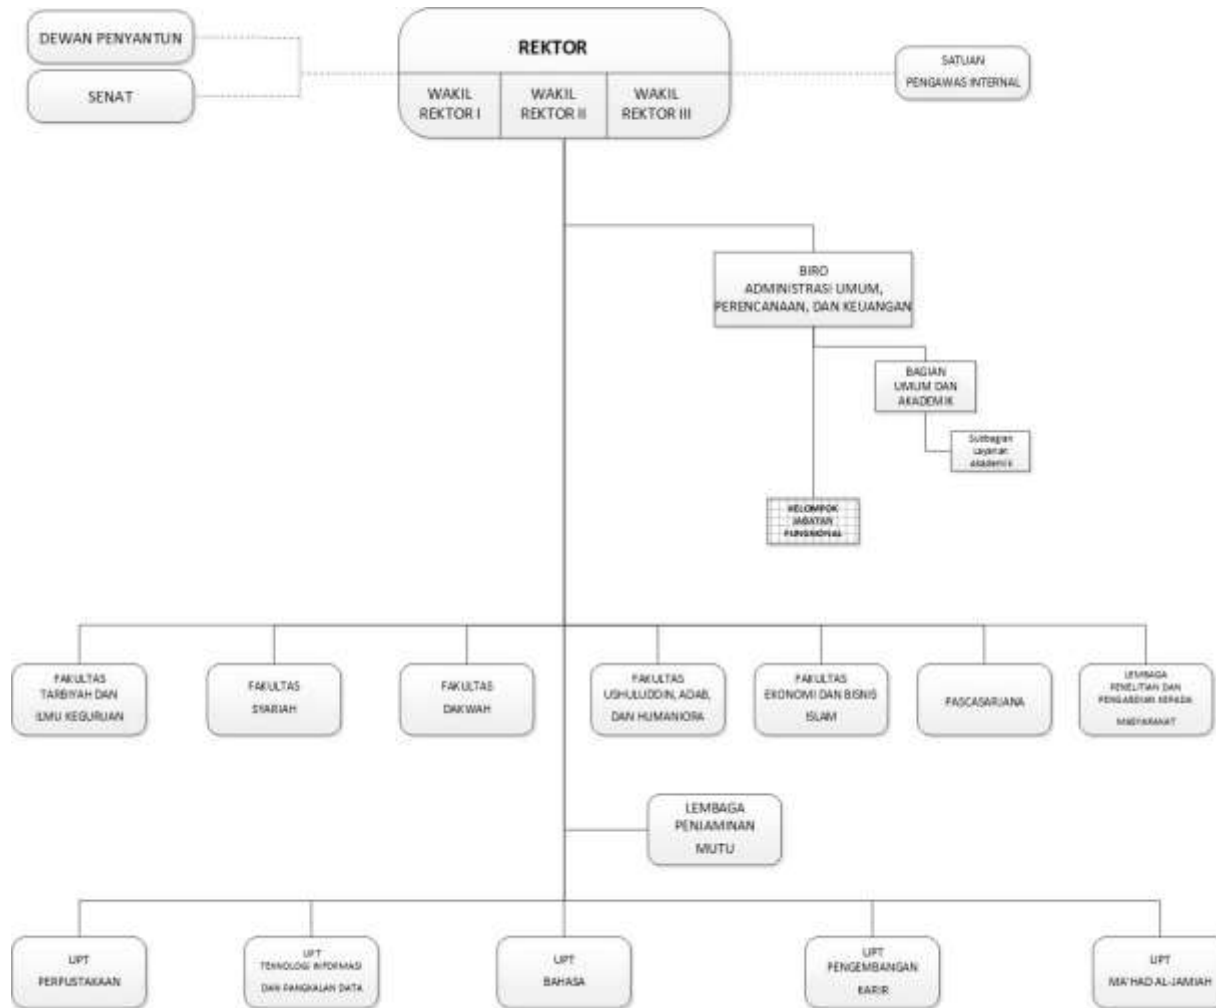 DEWAN PENYANTUN
SENAT
REKTOR
WAKIL
REKTOR I
WAKIL
REKTOR II
WAKIL
REKTOR III
SATUAN
PENGAWAS INTERNAL
BIRO
ADMINISTRASI UMUM,
PERENCANAAN, DAN KEUANGAN
BAGIAN
UMUM DAN
AKADEMIK
Subbagian
Layanan
Akademik
KELOMPOK
JABATAN
FUNGSIONAL
FAKULTAS
TARBIYAH DAN
ILMU KEGURUAN
FAKULTAS
SYARIAH
FAKULTAS
DAKWAH
FAKULTAS
USHULUDDIN, ADAB,
DAN HUMANIORA
FAKULTAS
EKONOMI DAN BISNIS
ISLAM
PASCASARJANA
LEMBAGA
PENELITIAN DAN
PENGABDIAN KEPADA
MASYARAKAT
LEMBAGA
PENJAMINAN
MUTU
UPT
PERPUSTAKAAN
UPT
TEKNOLOGI INFORMASI
DAN PANGKALAN DATA
UPT
BAHASA
UPT
PENGEMBANGAN
KARIR
UPT
MA'HAD AL-JAMIAH